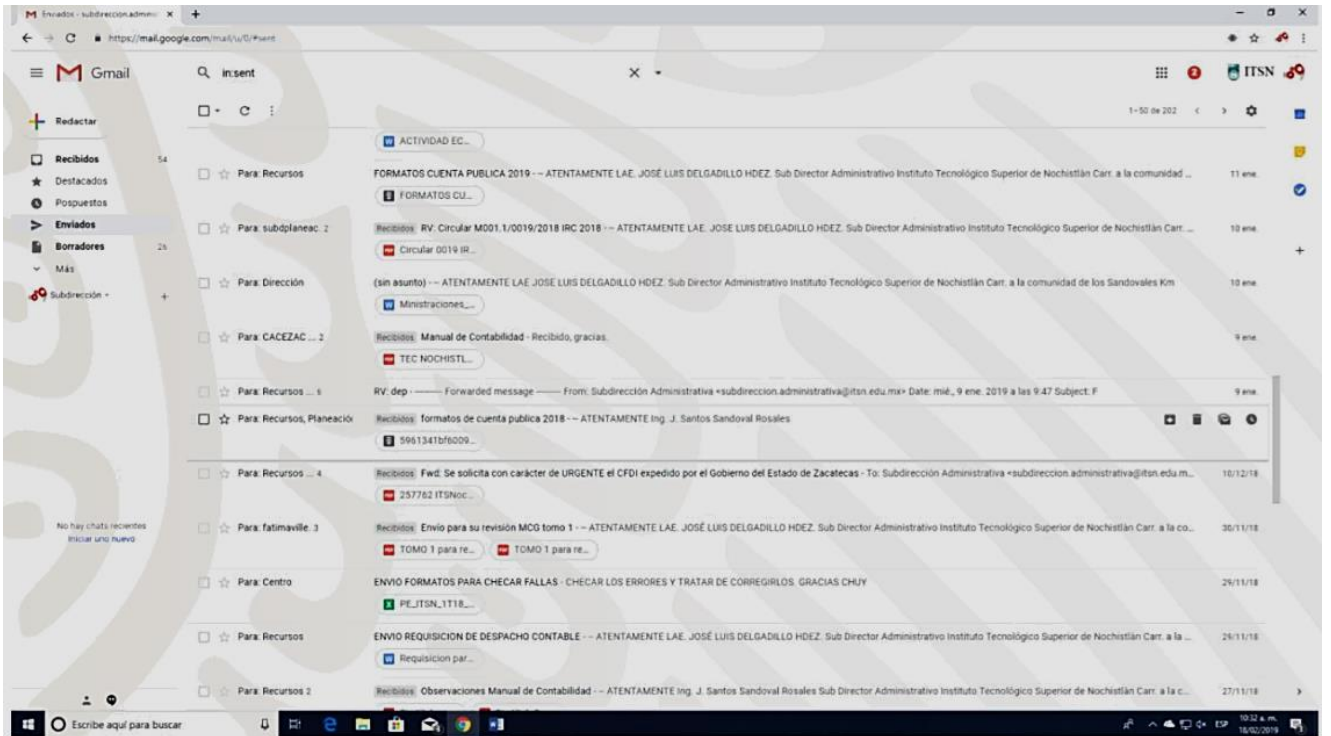 Enviados - subdireccion.admini
https://mail.google.com/mail/u/0/#sent
Gmail
in:sent
2
ITSN
Redactar
1–50 de 202
Recibidos 54
Destacados
Pospuestos
Enviados
Borradores 26
Más
Subdirección
No hay chats recientes
Iniciar uno nuevo
ACTIVIDAD EC...
Para: Recursos FORMATOS CUENTA PUBLICA 2019 - -- ATENTAMENTE LAE. JOSÉ LUIS DELGADILLO HDEZ. Sub Director Administrativo Instituto Tecnológico Superior de Nochistlán Carr. a la comunidad ... 11 ene.
FORMATOS CU...
Para: subdplaneac. 2 Recibidos RV: Circular M001.1/0019/2018 IRC 2018 - -- ATENTAMENTE LAE. JOSÉ LUIS DELGADILLO HDEZ. Sub Director Administrativo Instituto Tecnológico Superior de Nochistlán Carr. ... 10 ene.
Circular 0019 IR...
Para: Dirección (sin asunto) - -- ATENTAMENTE LAE JOSE LUIS DELGADILLO HDEZ. Sub Director Administrativo Instituto Tecnológico Superior de Nochistlán Carr. a la comunidad de los Sandovales Km 10 ene.
Ministraciones_...
Para: CACEZAC ... 2 Recibidos Manual de Contabilidad - Recibido, gracias. 9 ene.
TEC NOCHISTL...
Para: Recursos ... 6 RV: dep - ---------- Forwarded message ---------- From: Subdirección Administrativa <subdireccion.administrativa@itsn.edu.mx> Date: mié., 9 ene. 2019 a las 9:47 Subject: F 9 ene.
Para: Recursos, Planeación Recibidos formatos de cuenta publica 2018 - -- ATENTAMENTE Ing. J. Santos Sandoval Rosales
5961341bf6009...
Para: Recursos ... 4 Recibidos Fwd: Se solicita con carácter de URGENTE el CFDI expedido por el Gobierno del Estado de Zacatecas - To: Subdirección Administrativa <subdireccion.administrativa@itsn.edu.m... 10/12/18
257762 ITSNoc...
Para: fatimaville. 3 Recibidos Envio para su revisión MCG tomo 1 - -- ATENTAMENTE LAE. JOSÉ LUIS DELGADILLO HDEZ. Sub Director Administrativo Instituto Tecnológico Superior de Nochistlán Carr. a la co... 30/11/18
TOMO 1 para re... TOMO 1 para re...
Para: Centro ENVIO FORMATOS PARA CHECAR FALLAS - CHECAR LOS ERRORES Y TRATAR DE CORREGIRLOS. GRACIAS CHUY 29/11/18
PE_ITSN_1T18_...
Para: Recursos ENVIO REQUISICION DE DESPACHO CONTABLE - -- ATENTAMENTE LAE. JOSÉ LUIS DELGADILLO HDEZ. Sub Director Administrativo Instituto Tecnológico Superior de Nochistlán Carr. a la ... 29/11/18
Requisicion par...
Para: Recursos 2 Recibidos Observaciones Manual de Contabilidad - -- ATENTAMENTE Ing. J. Santos Sandoval Rosales Sub Director Administrativo Instituto Tecnológico Superior de Nochistlán Carr. a la c... 27/11/18
Escribe aquí para buscar
ESP
10:32 a. m.
18/02/2019